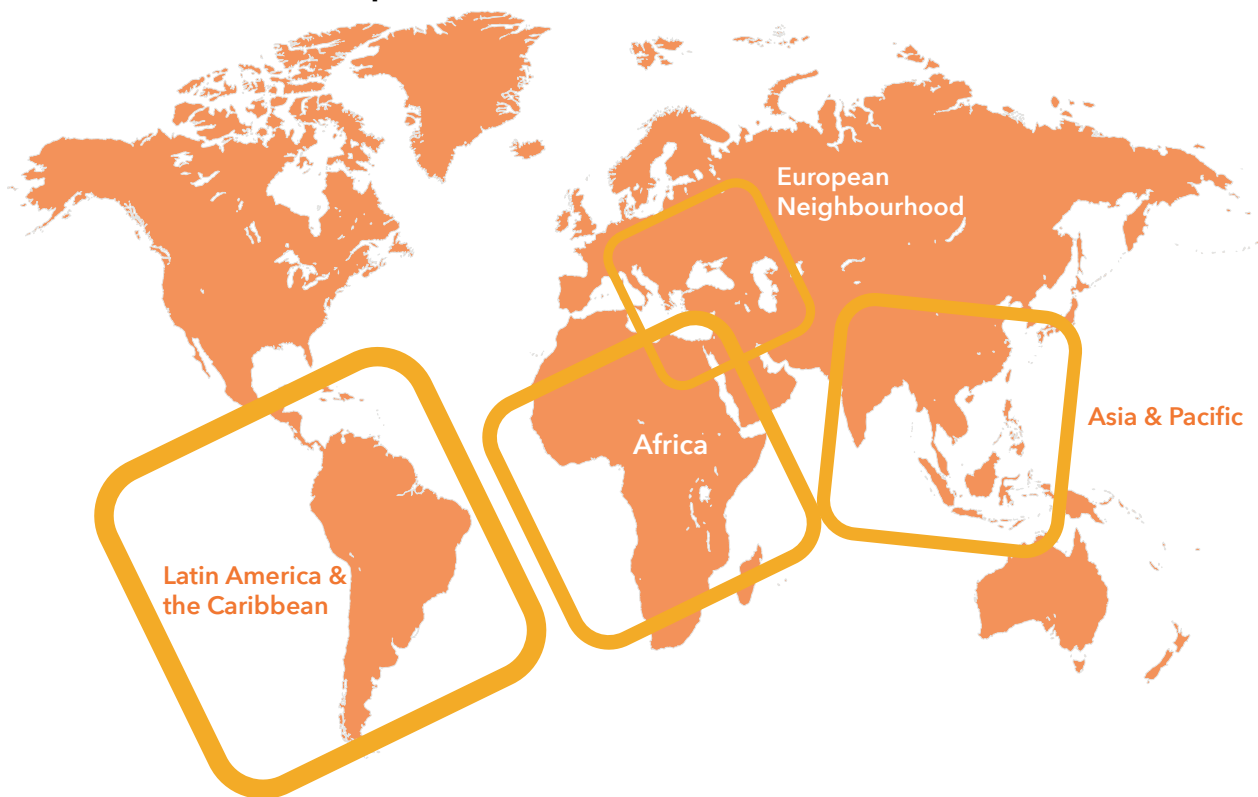 European
Neighbourhood
Africa
Asia & Pacific
Latin America &
the Caribbean